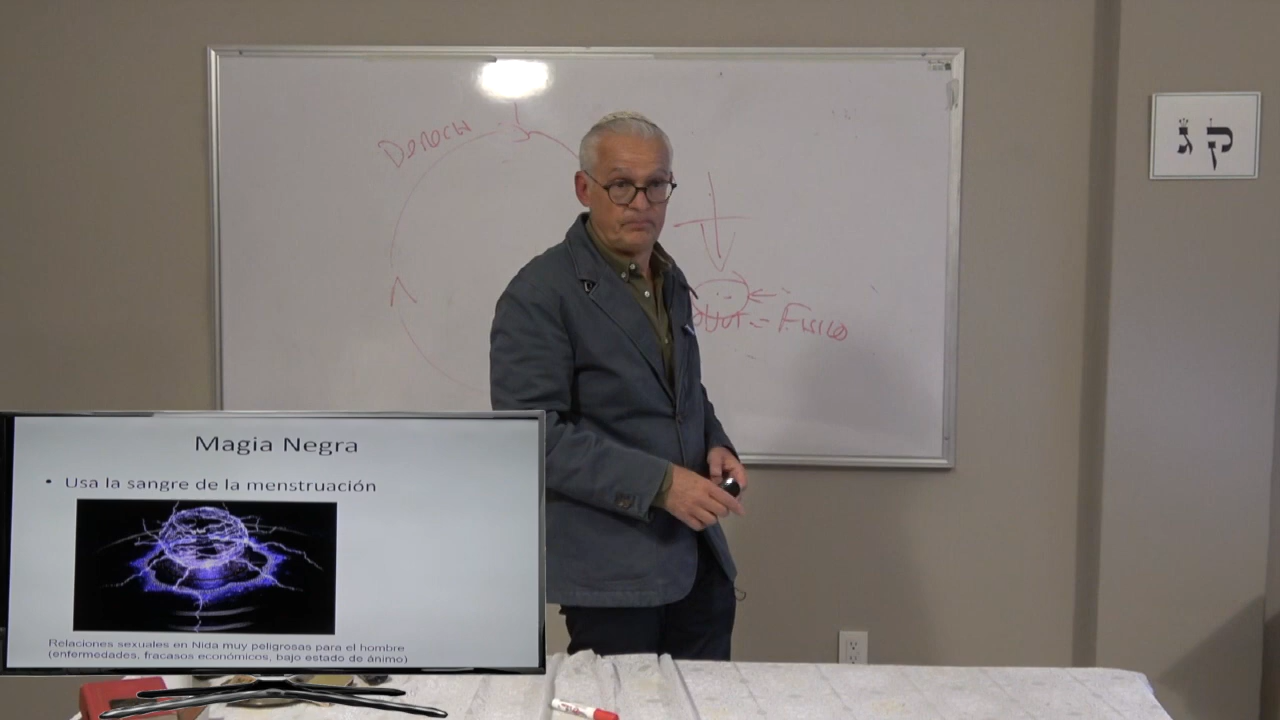 Derecha
= Fisico
ק ג
Magia Negra
• Usa la sangre de la menstruación
Relaciones sexuales en Nida muy peligrosas para el hombre
(enfermedades, fracasos económicos, bajo estado de ánimo)